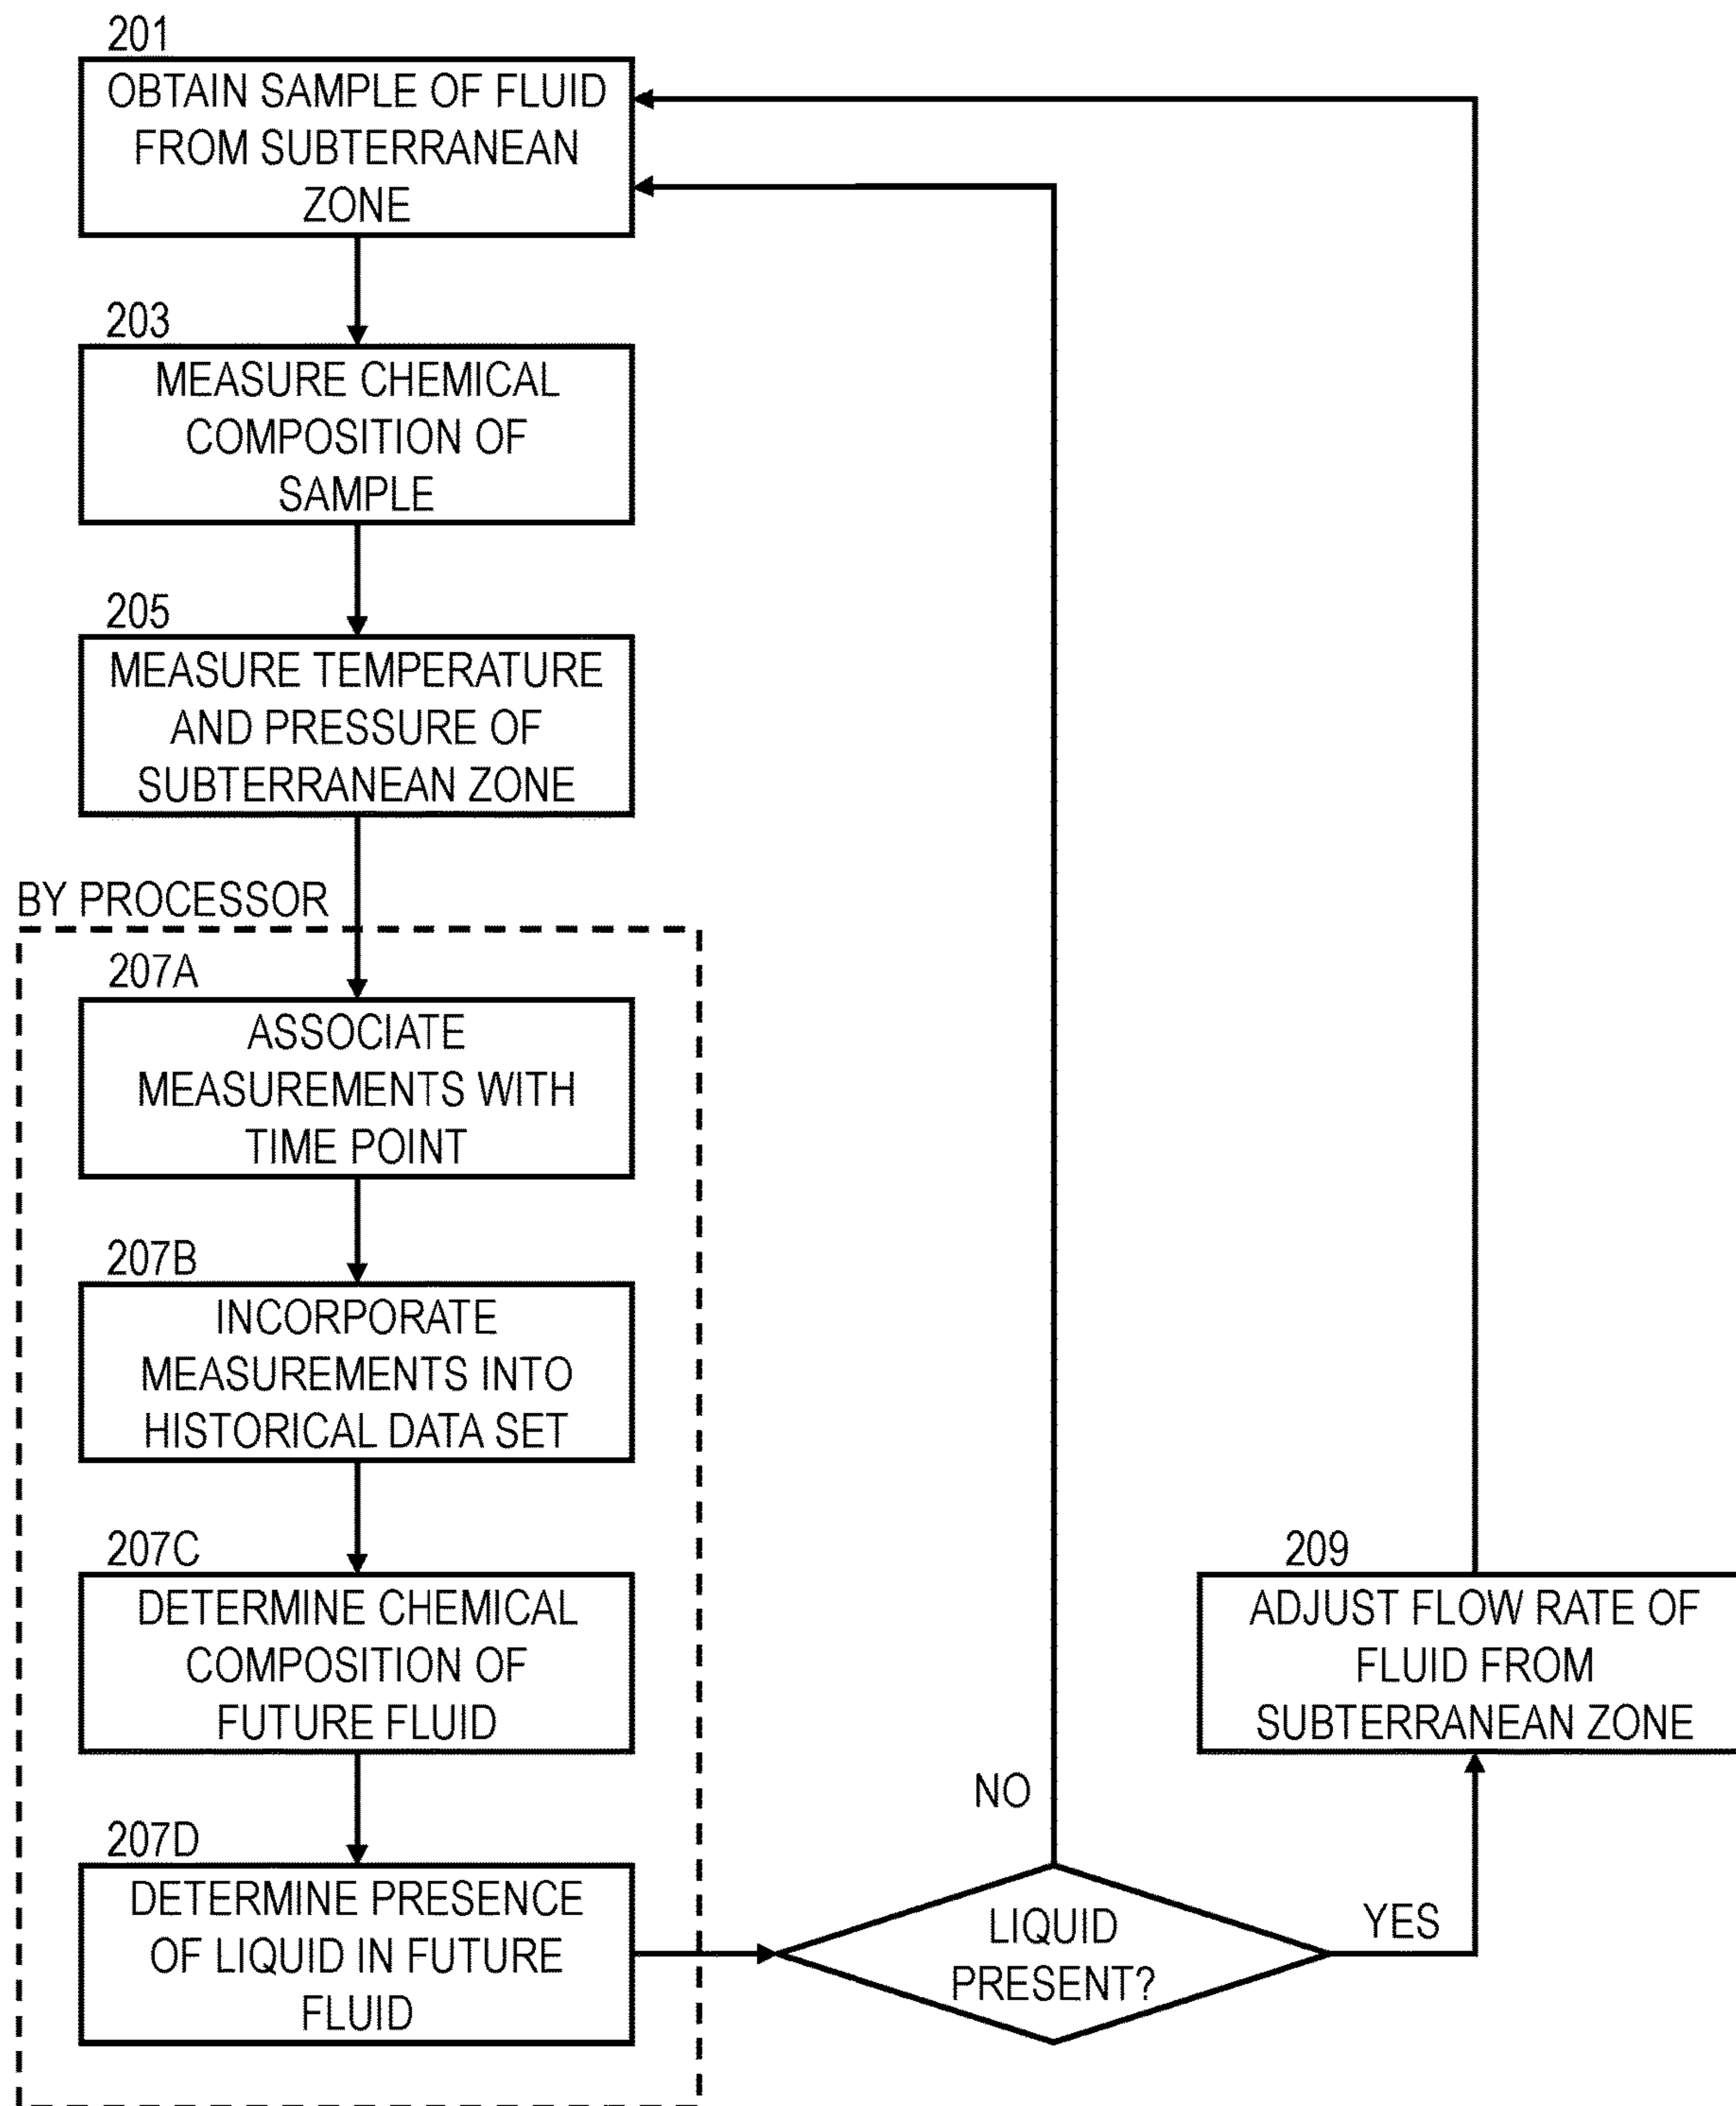 201
OBTAIN SAMPLE OF FLUID
FROM SUBTERRANEAN
ZONE
203
MEASURE CHEMICAL
COMPOSITION OF
SAMPLE
205
MEASURE TEMPERATURE
AND PRESSURE OF
SUBTERRANEAN ZONE
BY PROCESSOR
207A
ASSOCIATE
MEASUREMENTS WITH
TIME POINT
207B
INCORPORATE
MEASUREMENTS INTO
HISTORICAL DATA SET
207C
DETERMINE CHEMICAL
COMPOSITION OF
FUTURE FLUID
207D
DETERMINE PRESENCE
OF LIQUID IN FUTURE
FLUID
LIQUID
PRESENT?
NO
YES
209
ADJUST FLOW RATE OF
FLUID FROM
SUBTERRANEAN ZONE